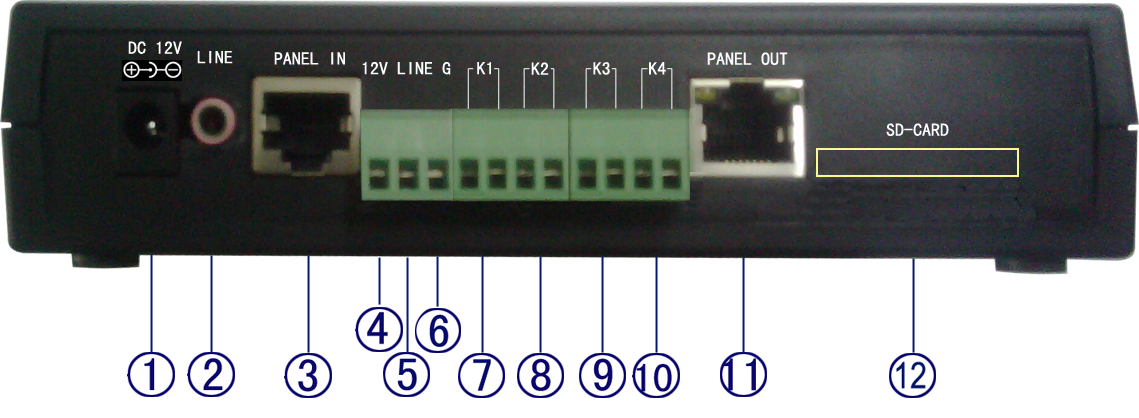 DC 12V
LINE
PANEL IN
12V LINE G
K1
K2
K3
K4
PANEL OUT
SD-CARD
① ② ③ ④ ⑤ ⑥ ⑦ ⑧ ⑨ ⑩ ⑪ ⑫